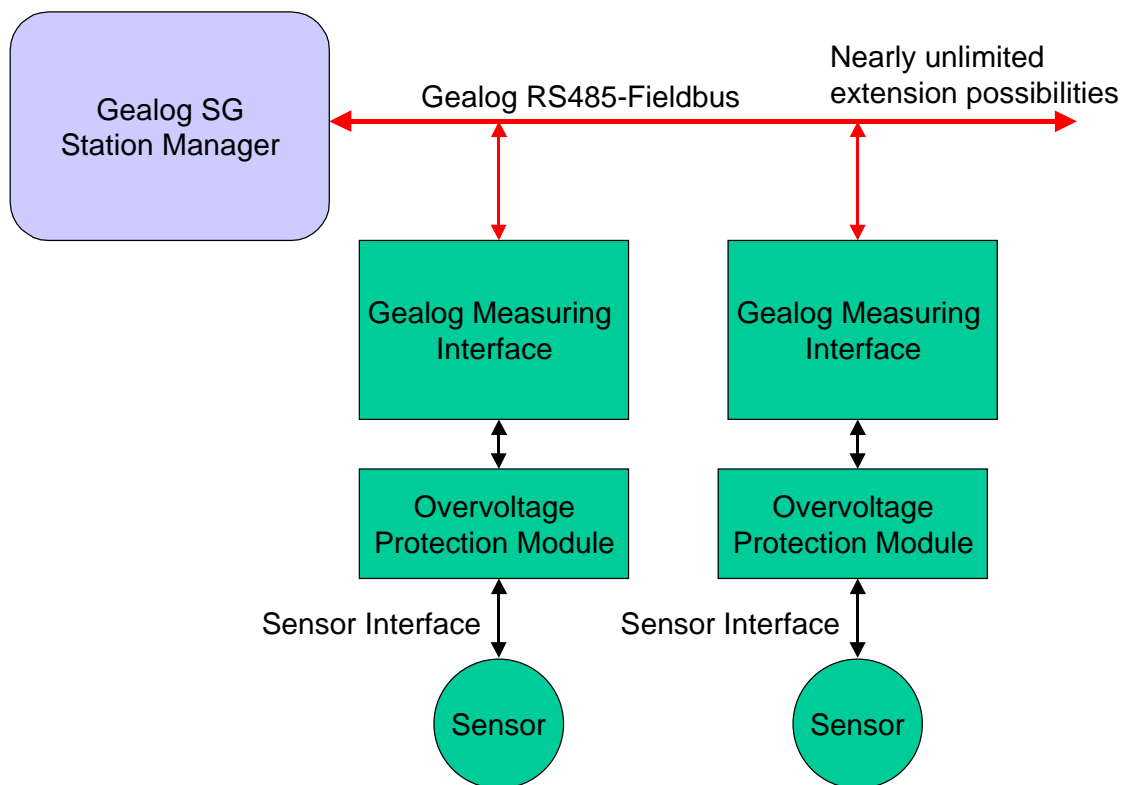 Gealog SG
Station Manager
Gealog RS485-Fieldbus
Nearly unlimited
extension possibilities
Gealog Measuring
Interface
Gealog Measuring
Interface
Overvoltage
Protection Module
Overvoltage
Protection Module
Sensor Interface
Sensor Interface
Sensor
Sensor